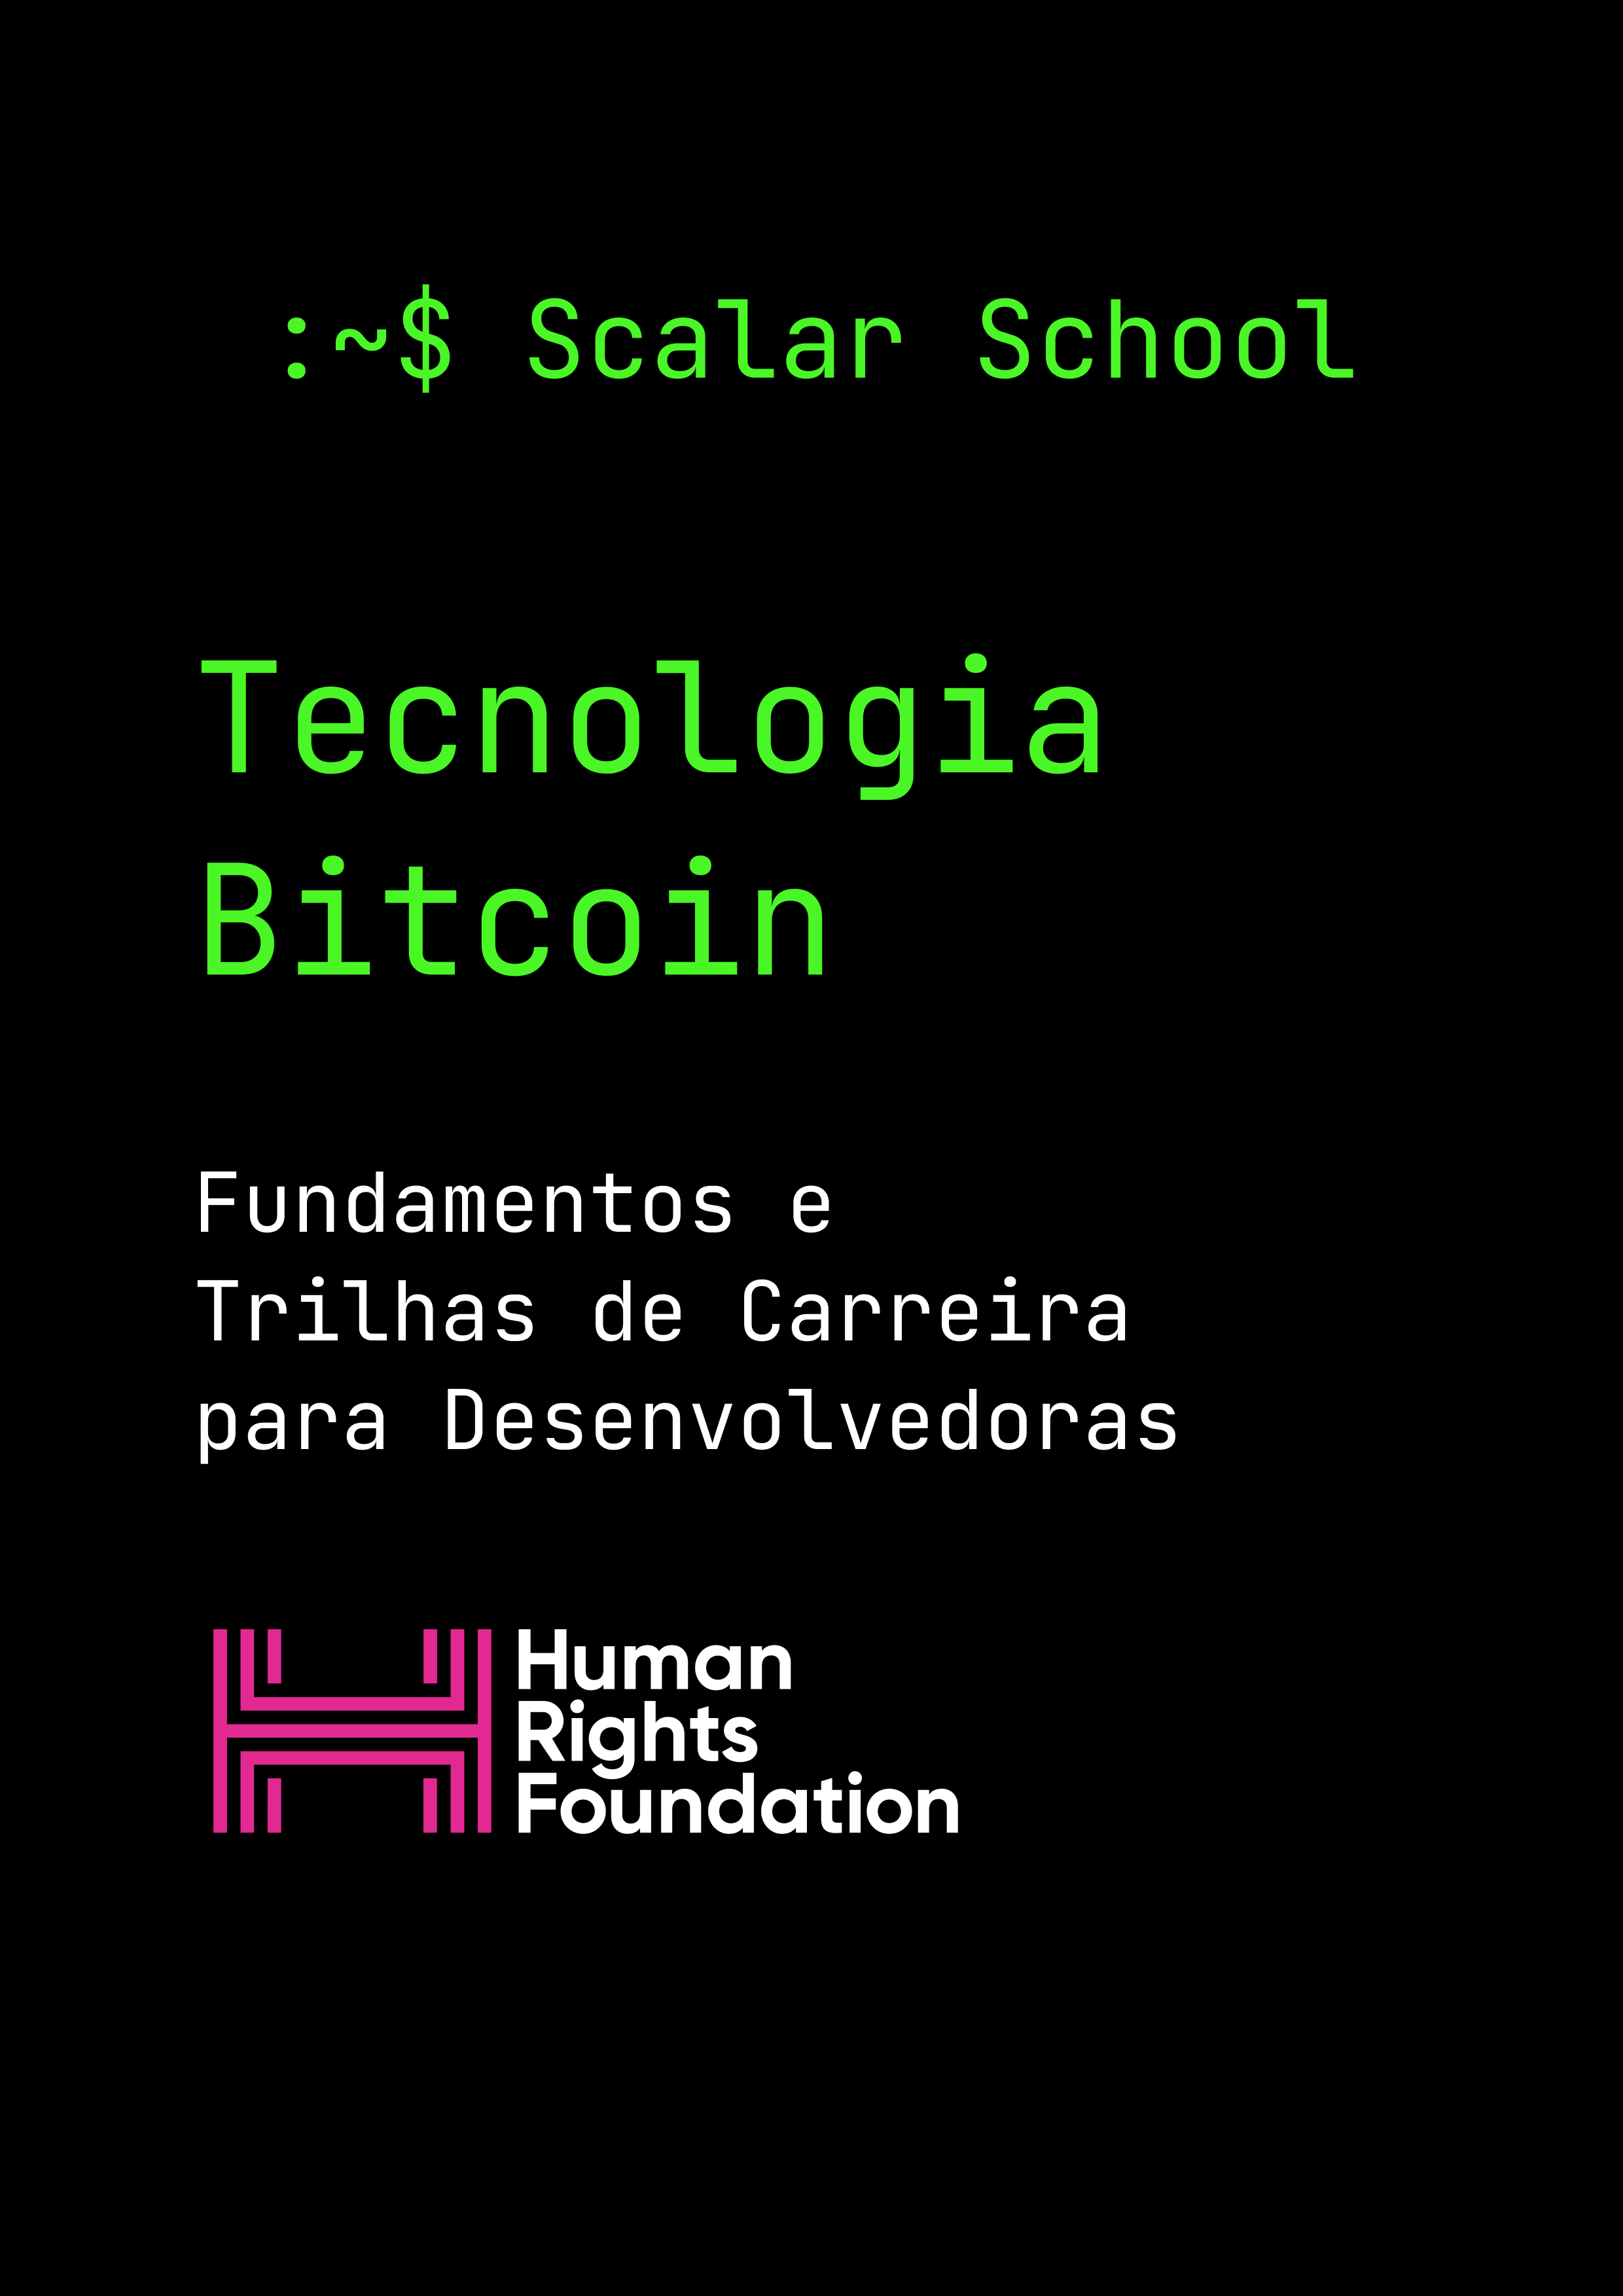 :~$ Scalar School
Tecnologia
Bitcoin
Fundamentos e
Trilhas de Carreira
para Desenvolvedoras
Human
Rights
Foundation